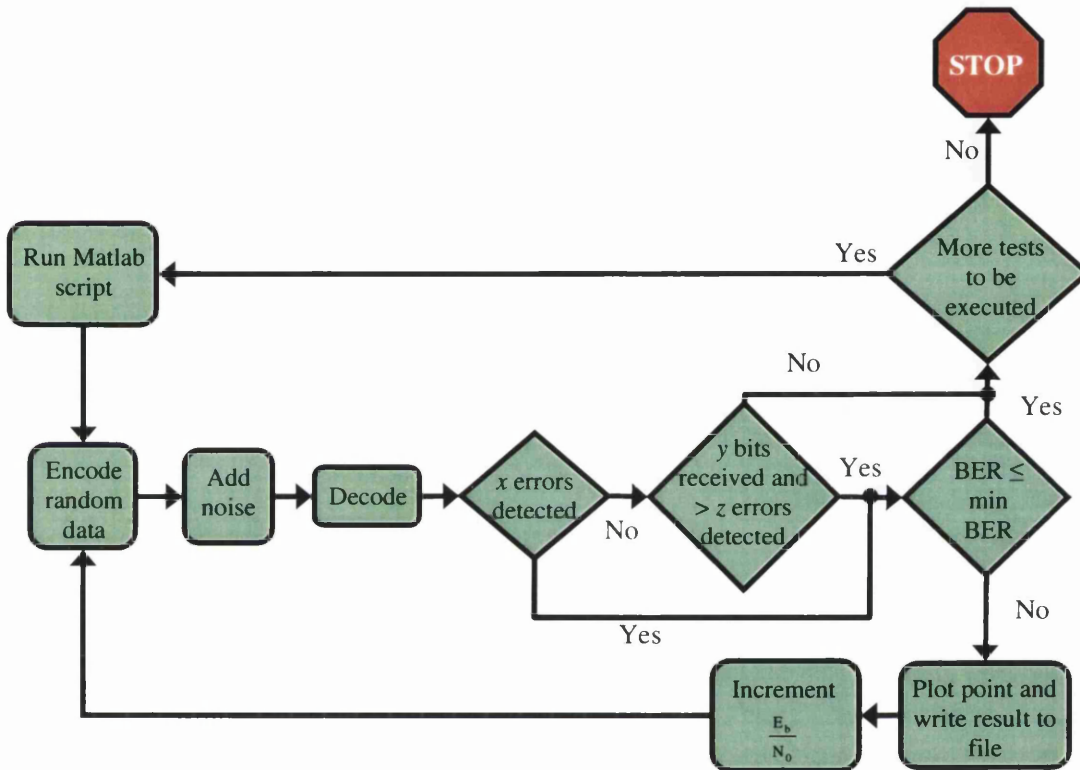 STOP
No
Run Matlab
script
Yes
More tests
to be
executed
No
Yes
Encode
random
data
Add
noise
Decode
x errors
detected
No
y bits
received and
> z errors
detected
Yes
BER ≤
min
BER
Yes
No
Increment
E_b
N_0
Plot point and
write result to
file